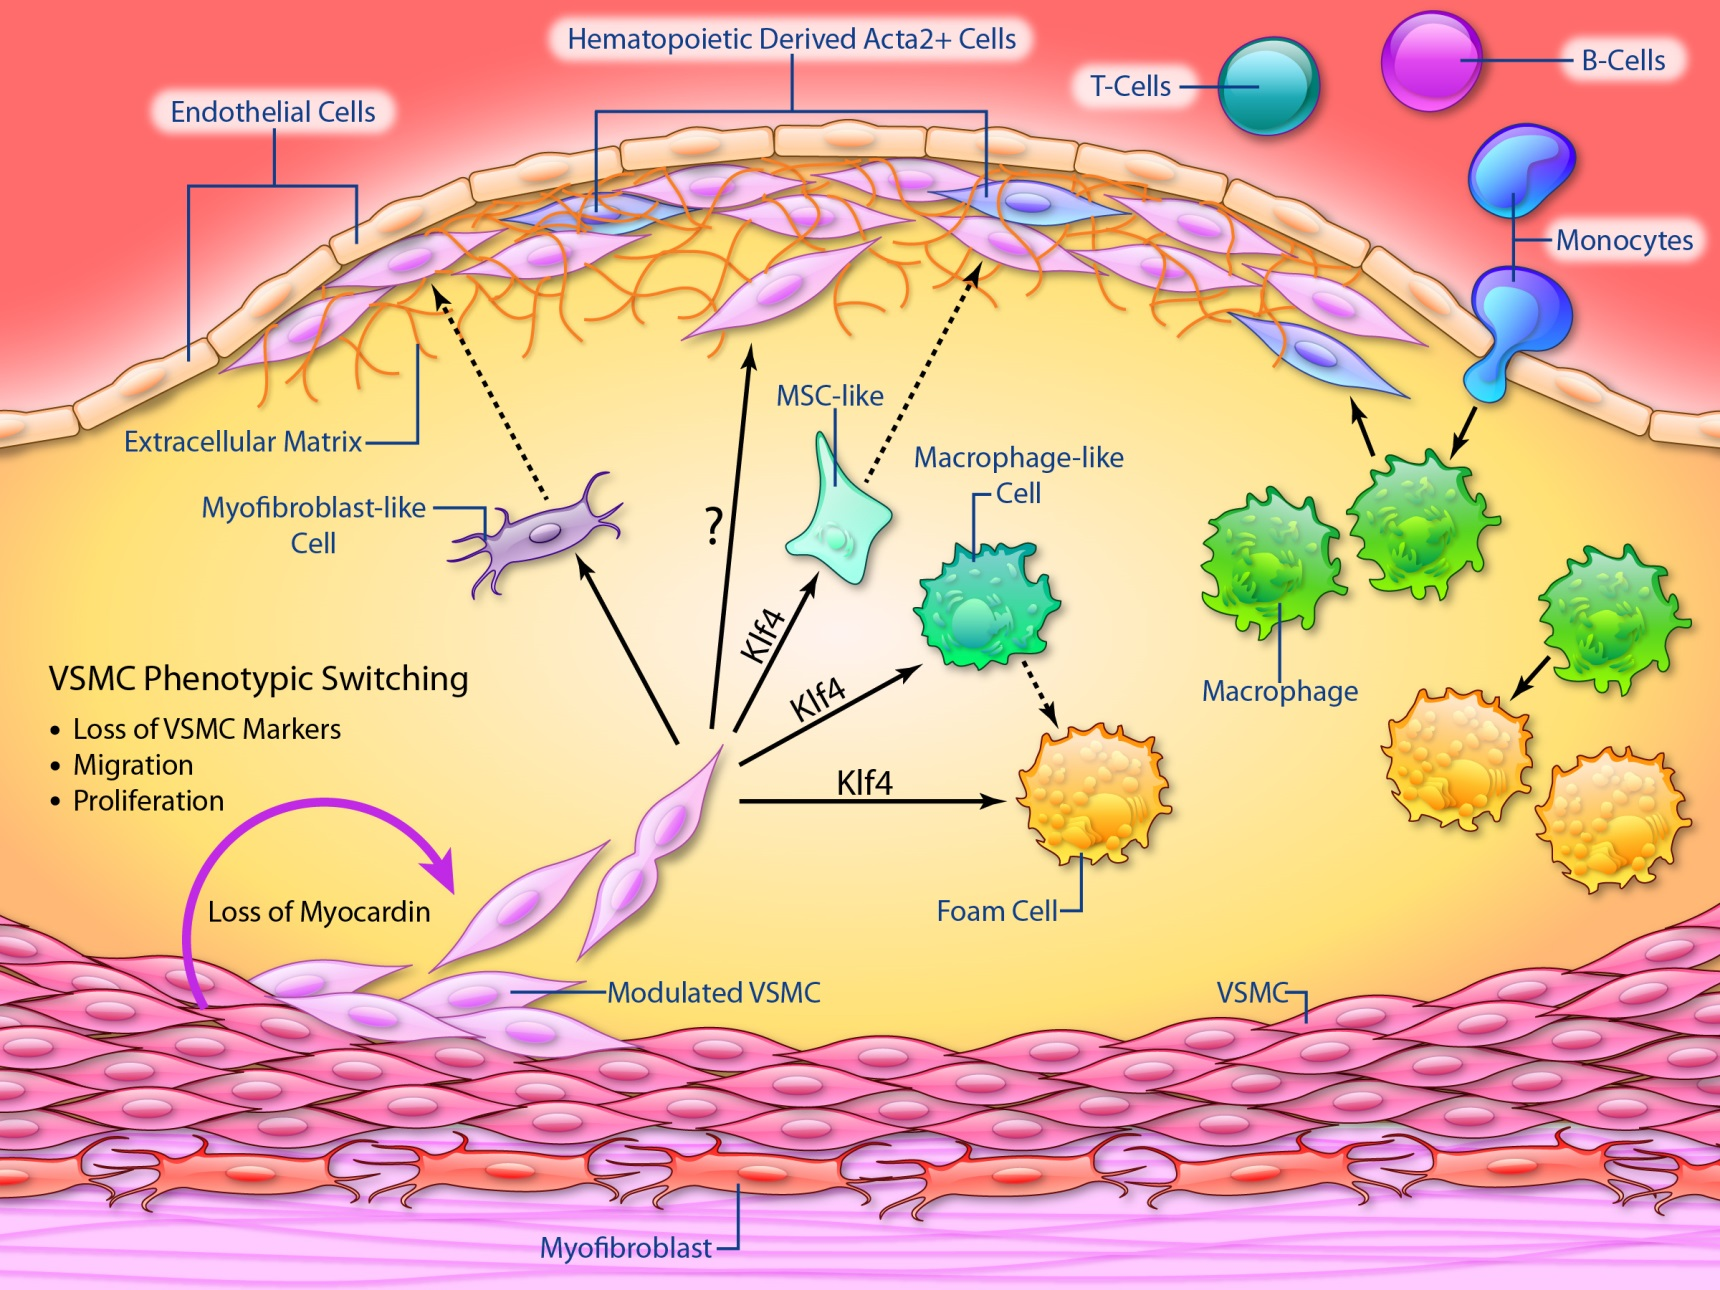 Hematopoietic Derived Acta2+ Cells
T-Cells
B-Cells
Endothelial Cells
Monocytes
Extracellular Matrix
MSC-like
Macrophage-like
Cell
Myofibroblast-like
Cell
?
Klf4
Klf4
Klf4
Macrophage
VSMC Phenotypic Switching
• Loss of VSMC Markers
• Migration
• Proliferation
Loss of Myocardin
Foam Cell
Modulated VSMC
VSMC
Myofibroblast